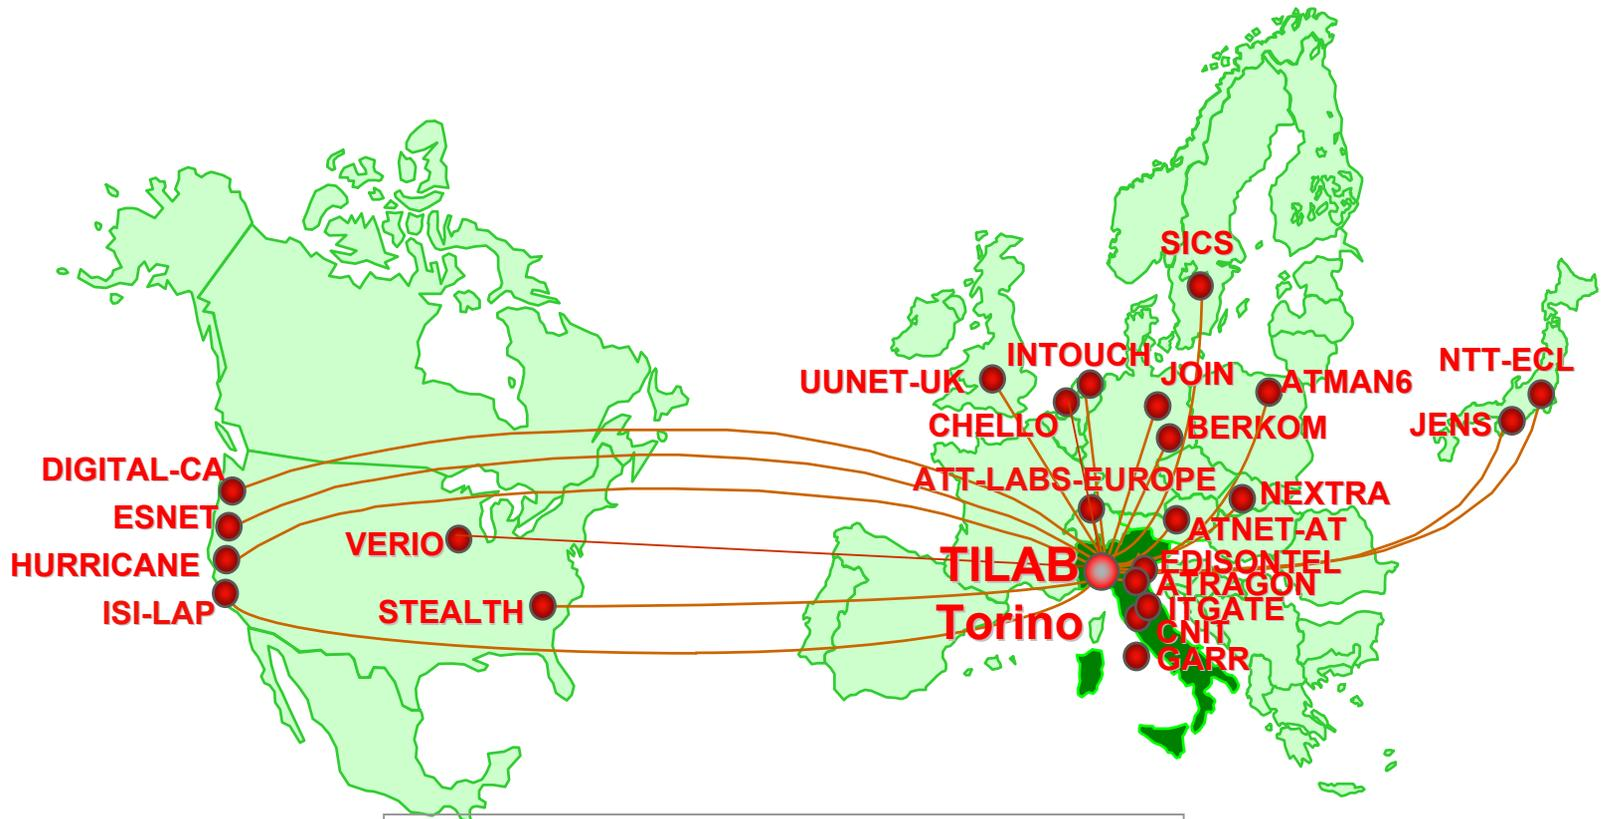 SICS
INTOUCH
JOIN
NTT-ECL
UUNET-UK
ATMAN6
CHELLO
BERKOM
JENS
DIGITAL-CA
ATT-LABS-EUROPE
NEXTRA
ESNET
ATNET-AT
VERIO
HURRICANE
TILAB
EDISONTEL
ATRAGON
ISI-LAP
STEALTH
ITGATE
Torino
CNIT
GARR